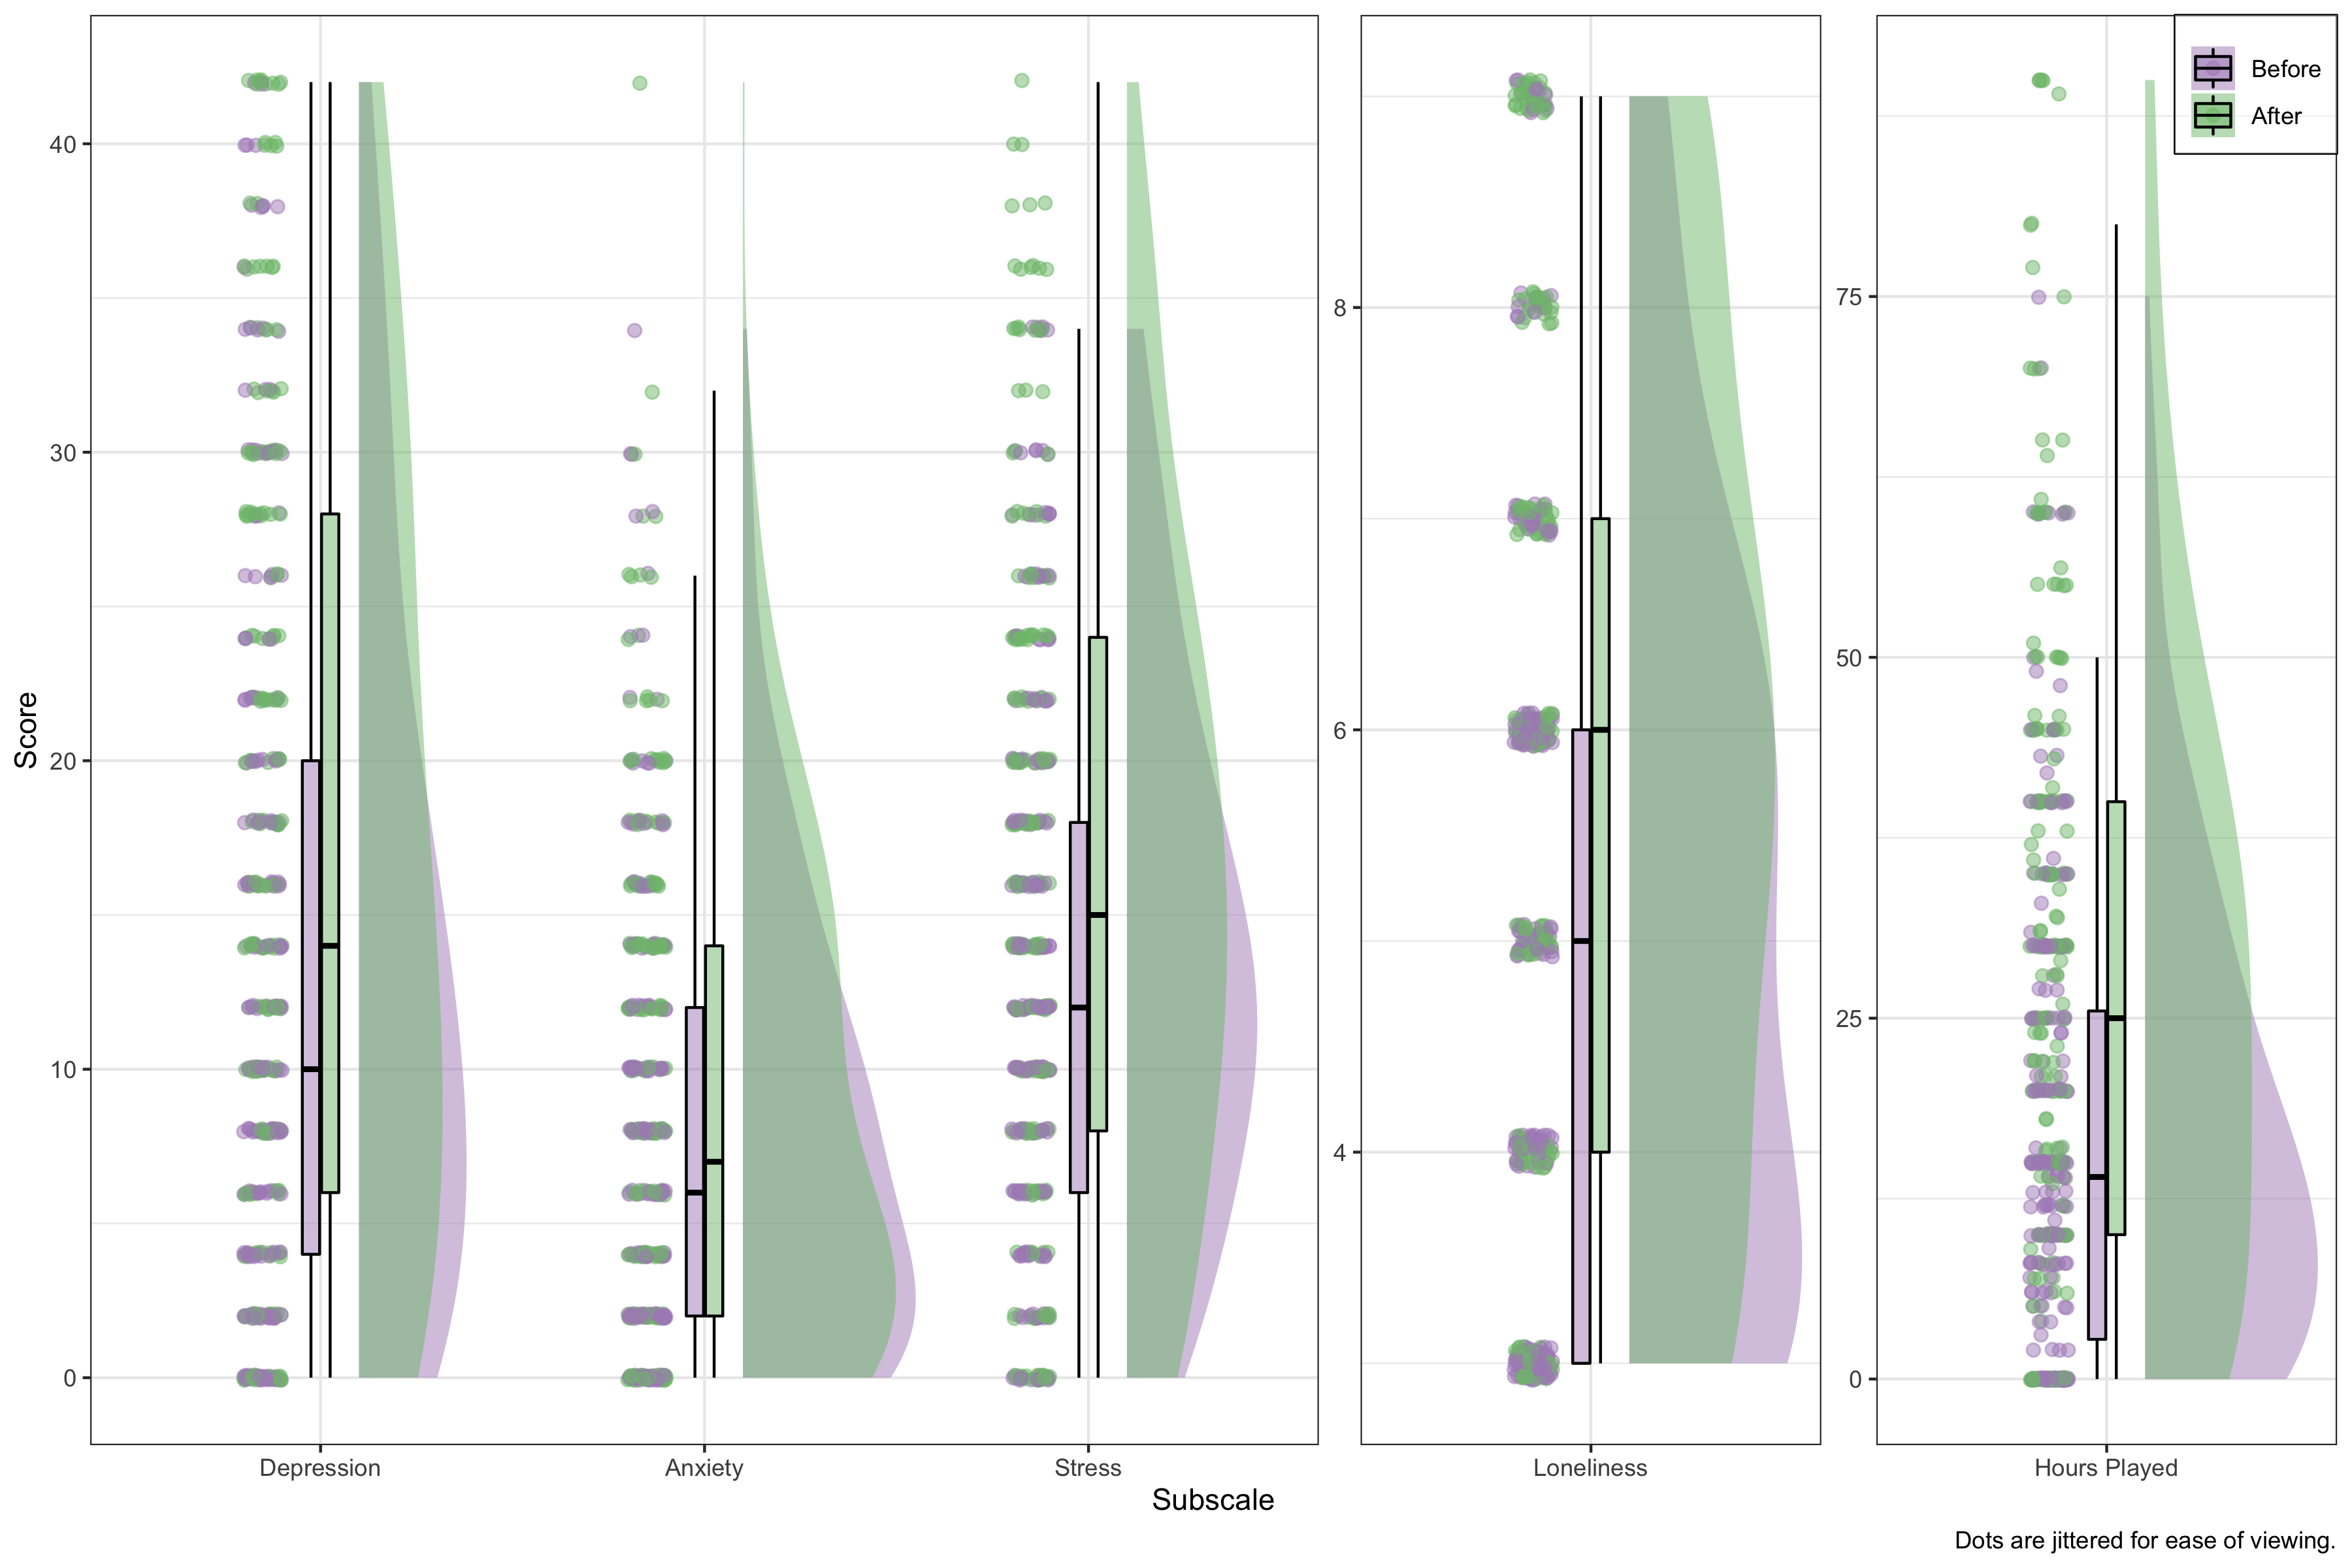 Before
After
40
30
20
10
0
8
6
4
75
50
25
0
Score
Depression
Anxiety
Stress
Loneliness
Hours Played
Subscale
Dots are jittered for ease of viewing.